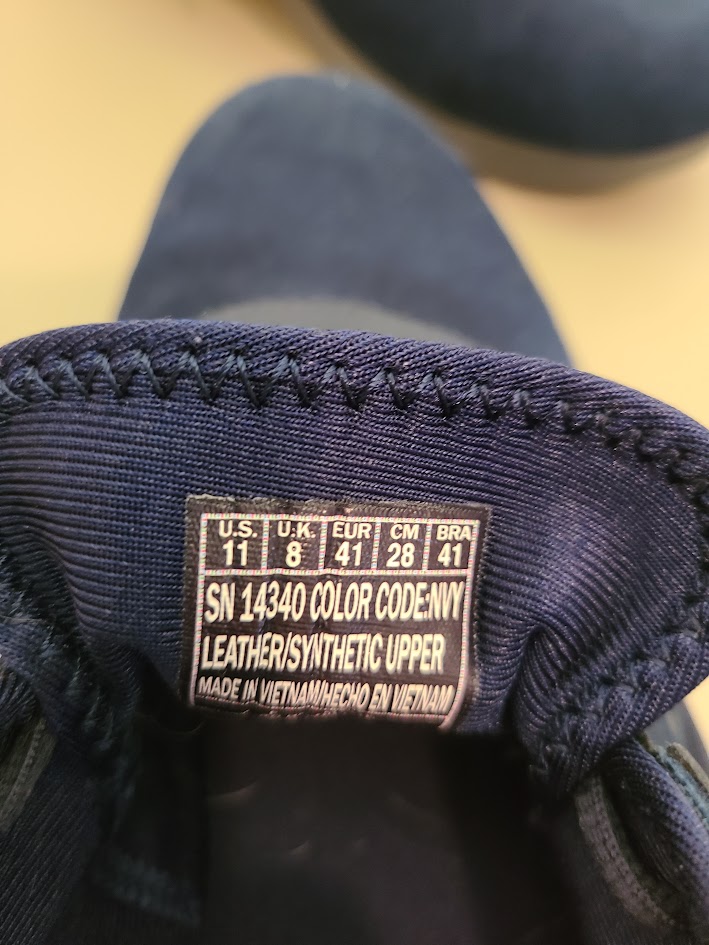 U.S. U.K. EUR CM BRA
11 8 41 28 41
SN 14340 COLOR CODE:NVY
LEATHER/SYNTHETIC UPPER
MADE IN VIETNAM/HECHO EN VIETNAM